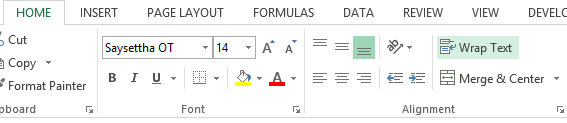 HOME INSERT PAGE LAYOUT FORMULAS DATA REVIEW VIEW DEVELO
Cut
Copy
Format Painter
Saysettha OT 14 A A
Wrap Text
B I U A
Merge & Center
pboard Font Alignment